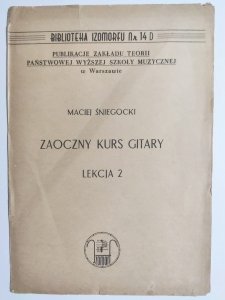 BIBLIOTEKA IZOMORFU Nr. 14 D
PUBLIKACJE ZAKŁADU TEORII
PAŃSTWOWEJ WYŻSZEJ SZKOŁY MUZYCZNEJ
w Warszawie
MACIEJ ŚNIEGOCKI
ZAOCZNY KURS GITARY
LEKCJA 2